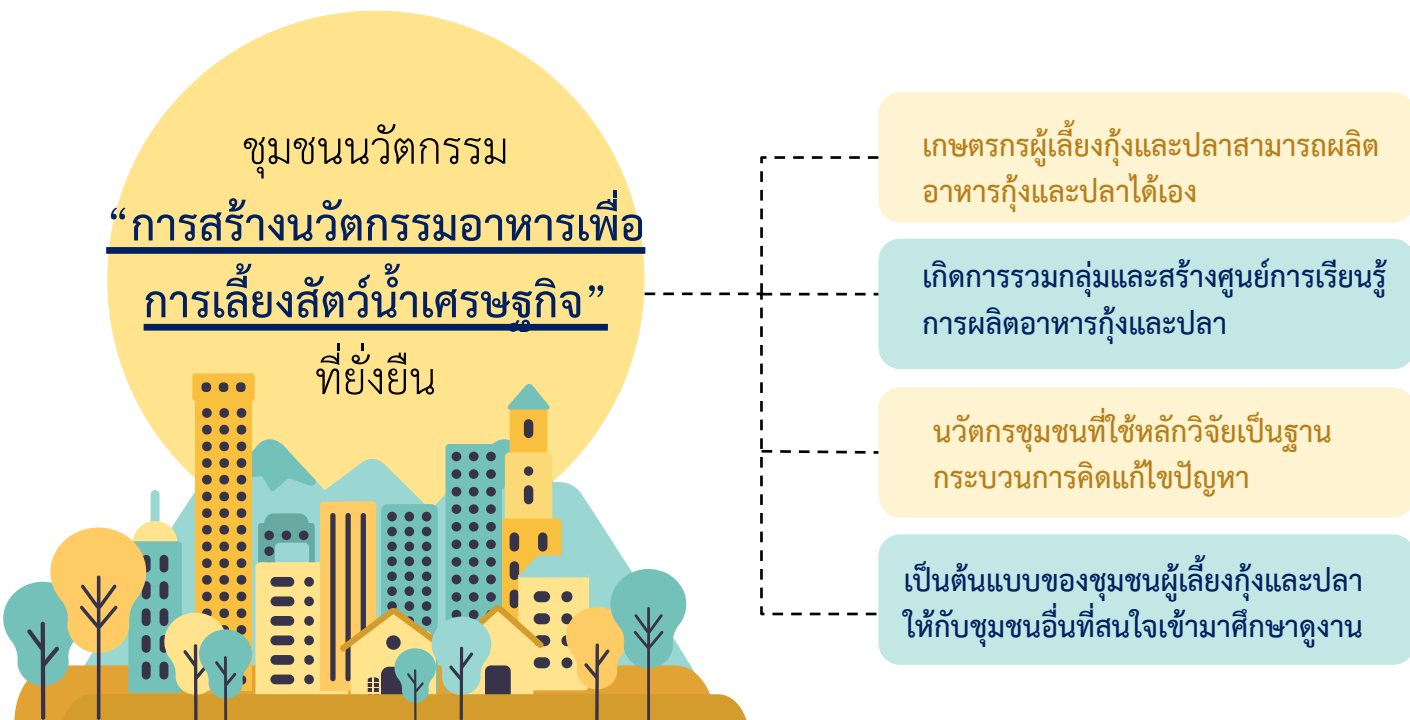 ชุมชนนวัตกรรม
“การสร้างนวัตกรรมอาหารเพื่อ
การเลี้ยงสัตว์น้ำเศรษฐกิจ”
ที่ยั่งยืน
เกษตรกรผู้เลี้ยงกุ้งและปลาสามารถผลิต
อาหารกุ้งและปลาได้เอง
เกิดการรวมกลุ่มและสร้างศูนย์การเรียนรู้
การผลิตอาหารกุ้งและปลา
นวัตกรชุมชนที่ใช้หลักวิจัยเป็นฐาน
กระบวนการคิดแก้ไขปัญหา
เป็นต้นแบบของชุมชนผู้เลี้ยงกุ้งและปลา
ให้กับชุมชนอื่นที่สนใจเข้ามาศึกษาดูงาน